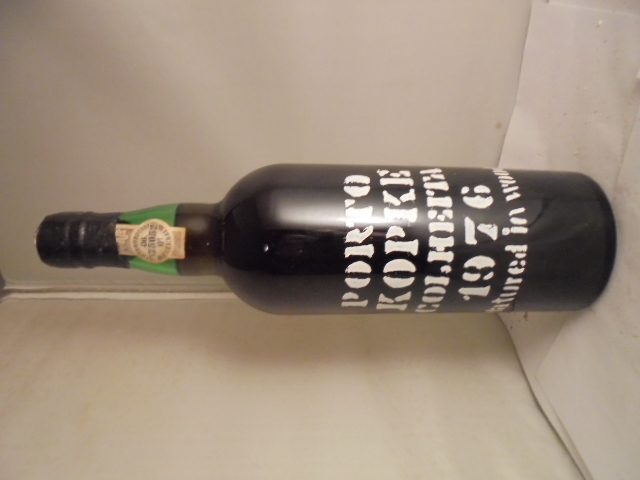 PORTO
KOPKE
COLHEITA
1976
matured in wood